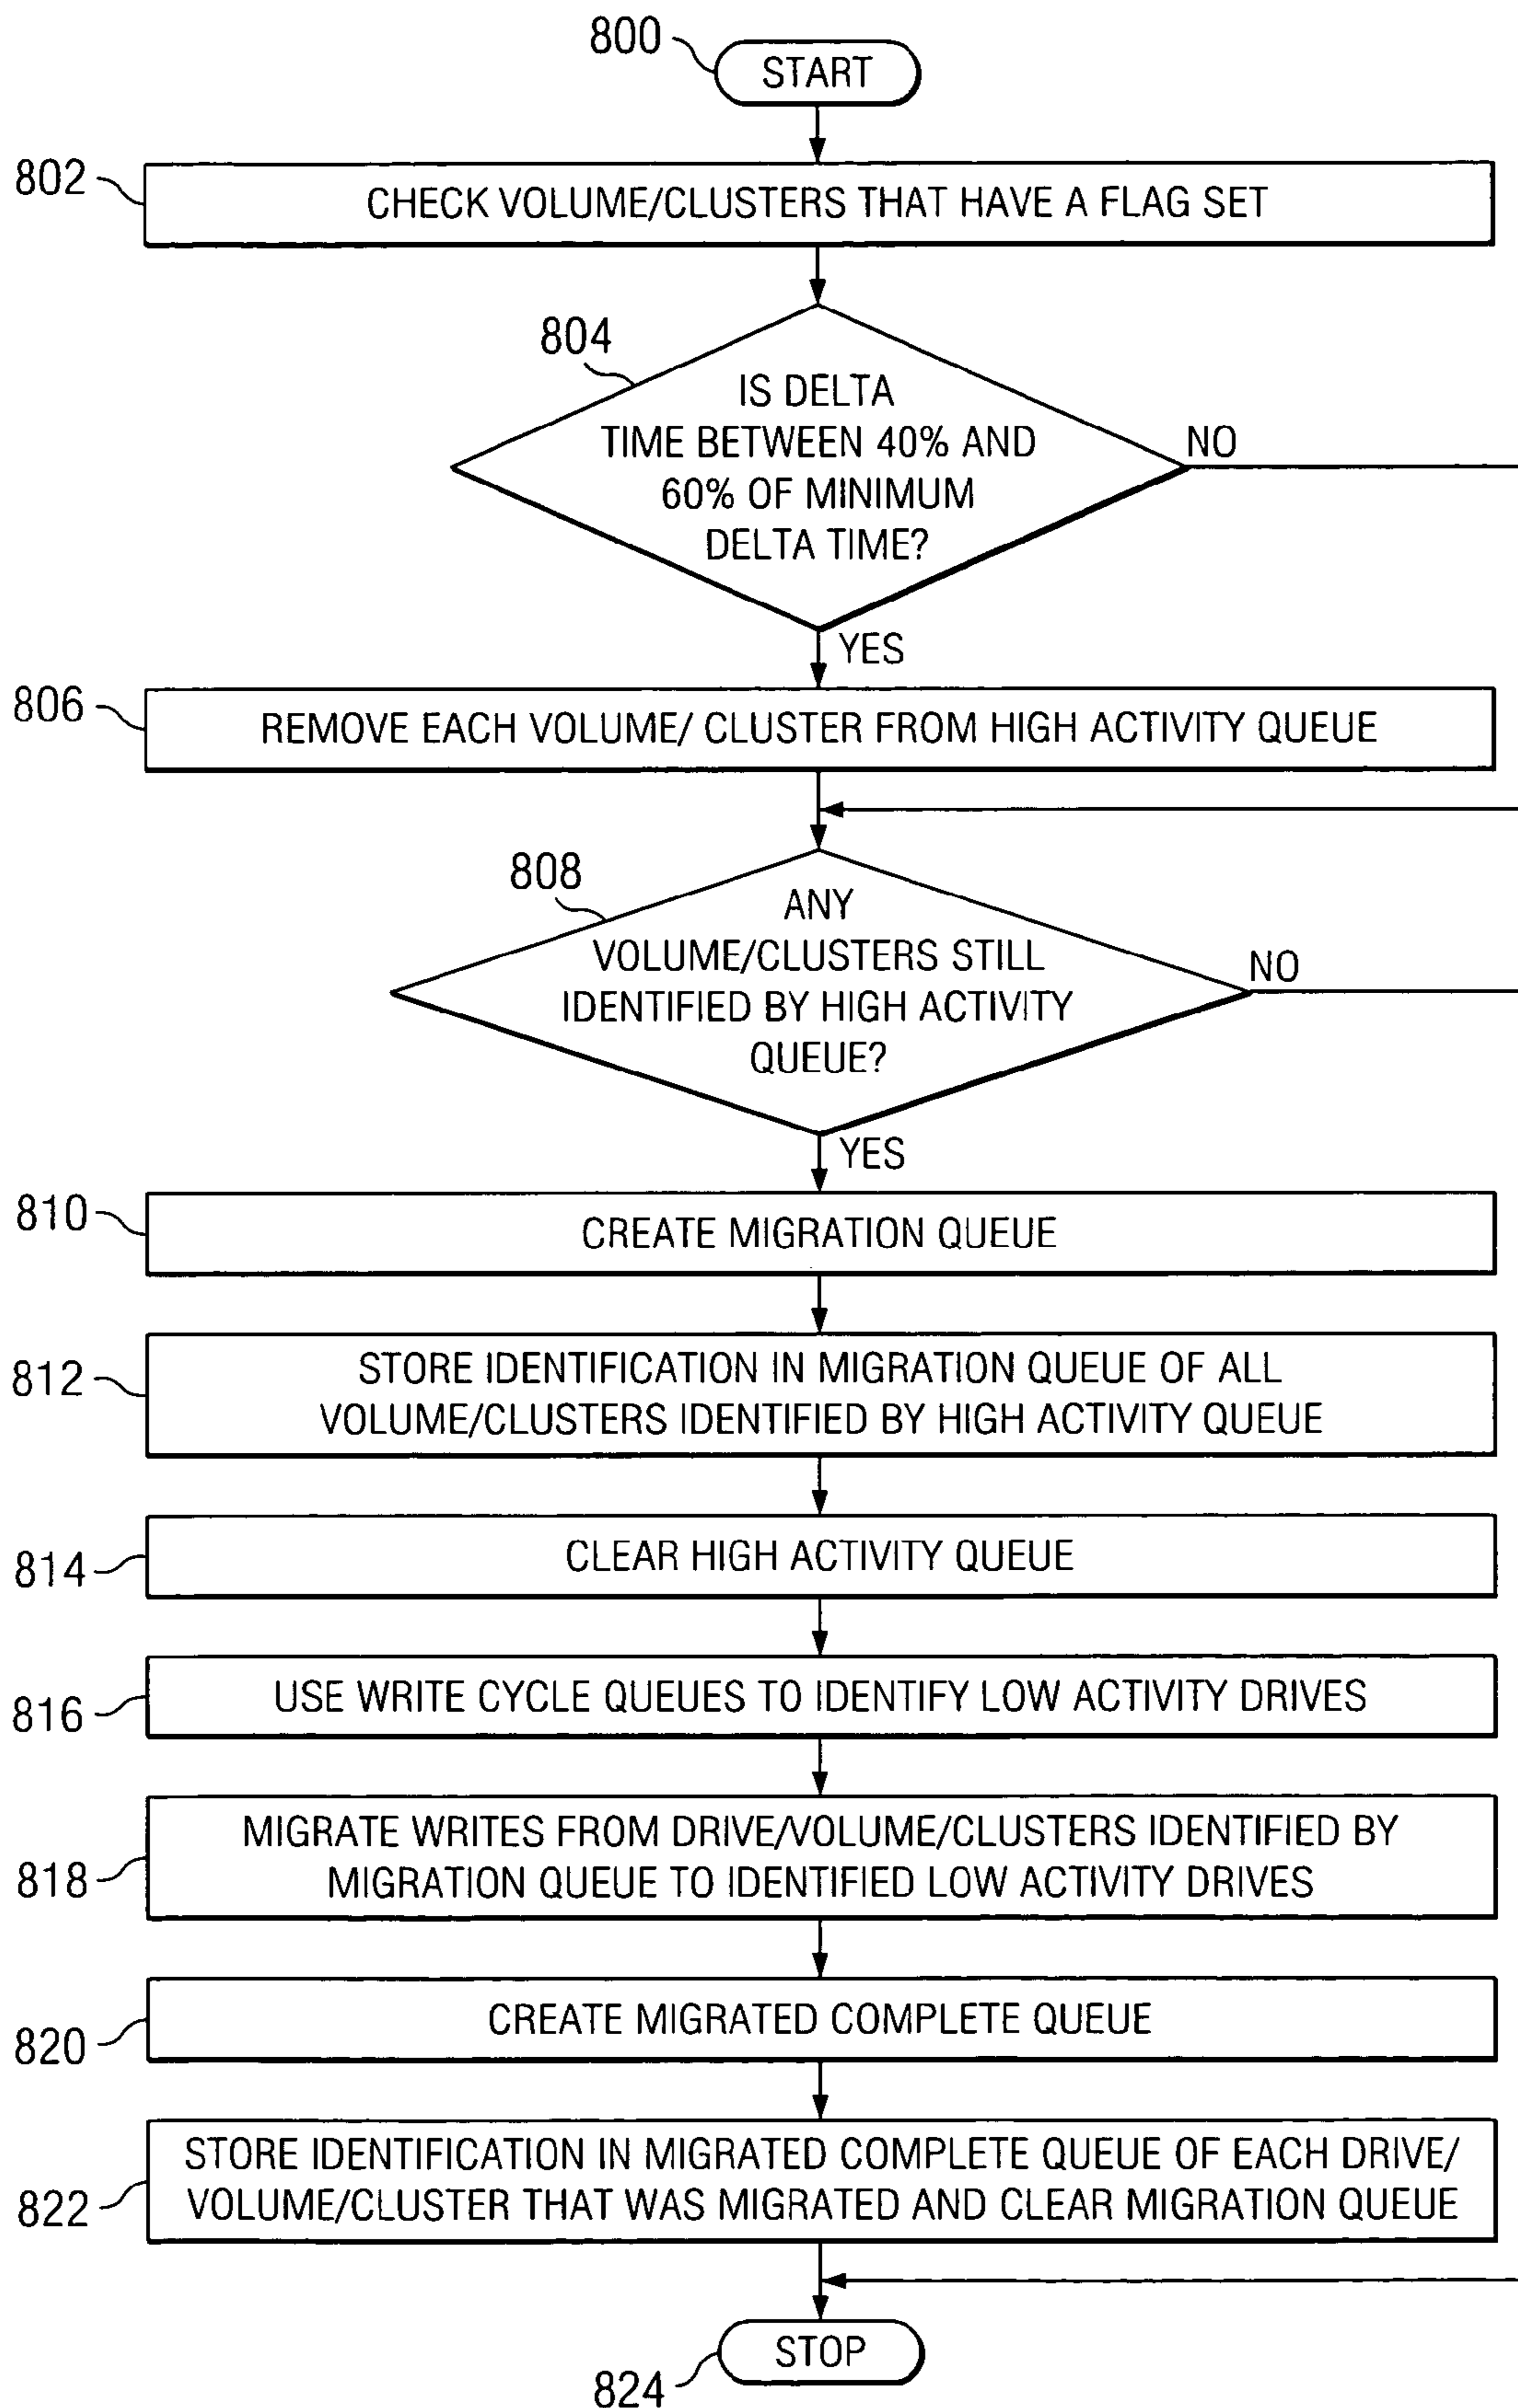 800
START
802
CHECK VOLUME/CLUSTERS THAT HAVE A FLAG SET
804
IS DELTA
TIME BETWEEN 40% AND
60% OF MINIMUM
DELTA TIME?
NO
YES
806
REMOVE EACH VOLUME/ CLUSTER FROM HIGH ACTIVITY QUEUE
808
ANY
VOLUME/CLUSTERS STILL
IDENTIFIED BY HIGH ACTIVITY
QUEUE?
NO
YES
810
CREATE MIGRATION QUEUE
812
STORE IDENTIFICATION IN MIGRATION QUEUE OF ALL
VOLUME/CLUSTERS IDENTIFIED BY HIGH ACTIVITY QUEUE
814
CLEAR HIGH ACTIVITY QUEUE
816
USE WRITE CYCLE QUEUES TO IDENTIFY LOW ACTIVITY DRIVES
818
MIGRATE WRITES FROM DRIVE/VOLUME/CLUSTERS IDENTIFIED BY
MIGRATION QUEUE TO IDENTIFIED LOW ACTIVITY DRIVES
820
CREATE MIGRATED COMPLETE QUEUE
822
STORE IDENTIFICATION IN MIGRATED COMPLETE QUEUE OF EACH DRIVE/
VOLUME/CLUSTER THAT WAS MIGRATED AND CLEAR MIGRATION QUEUE
STOP
824